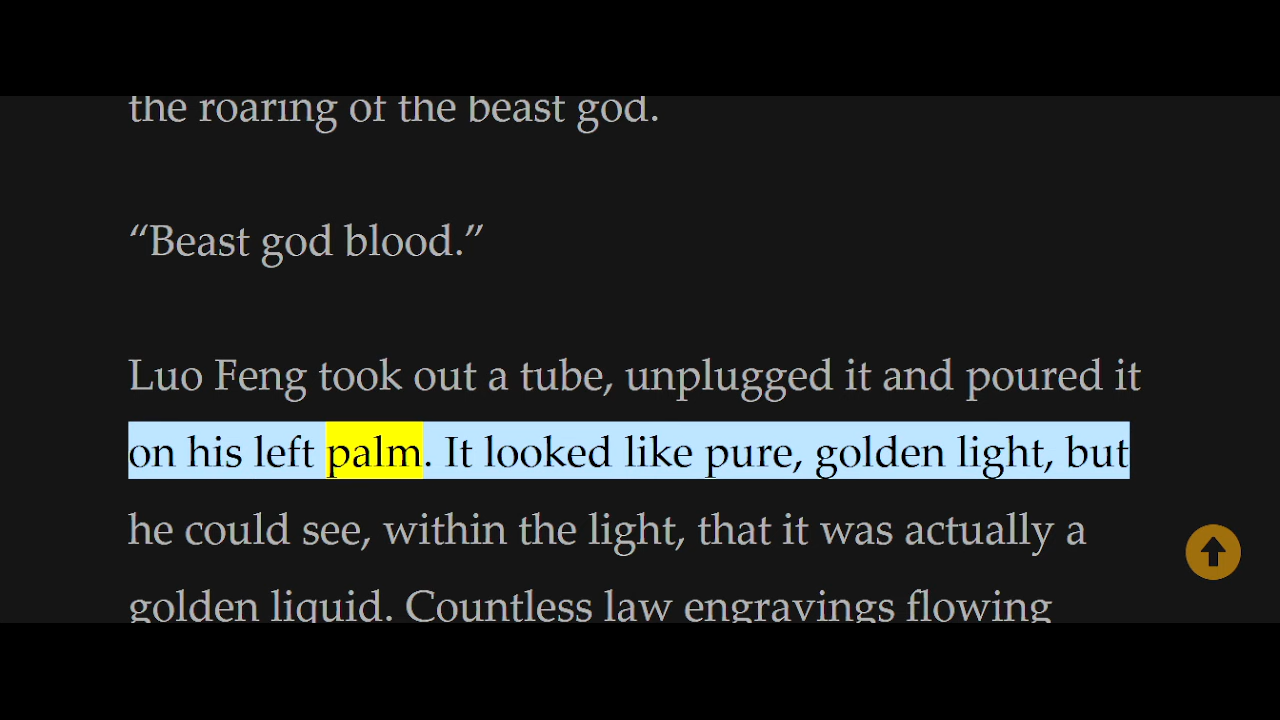 the roaring of the beast god.
“Beast god blood.”
Luo Feng took out a tube, unplugged it and poured it
on his left palm. It looked like pure, golden light, but
he could see, within the light, that it was actually a
golden liquid. Countless law engravings flowing